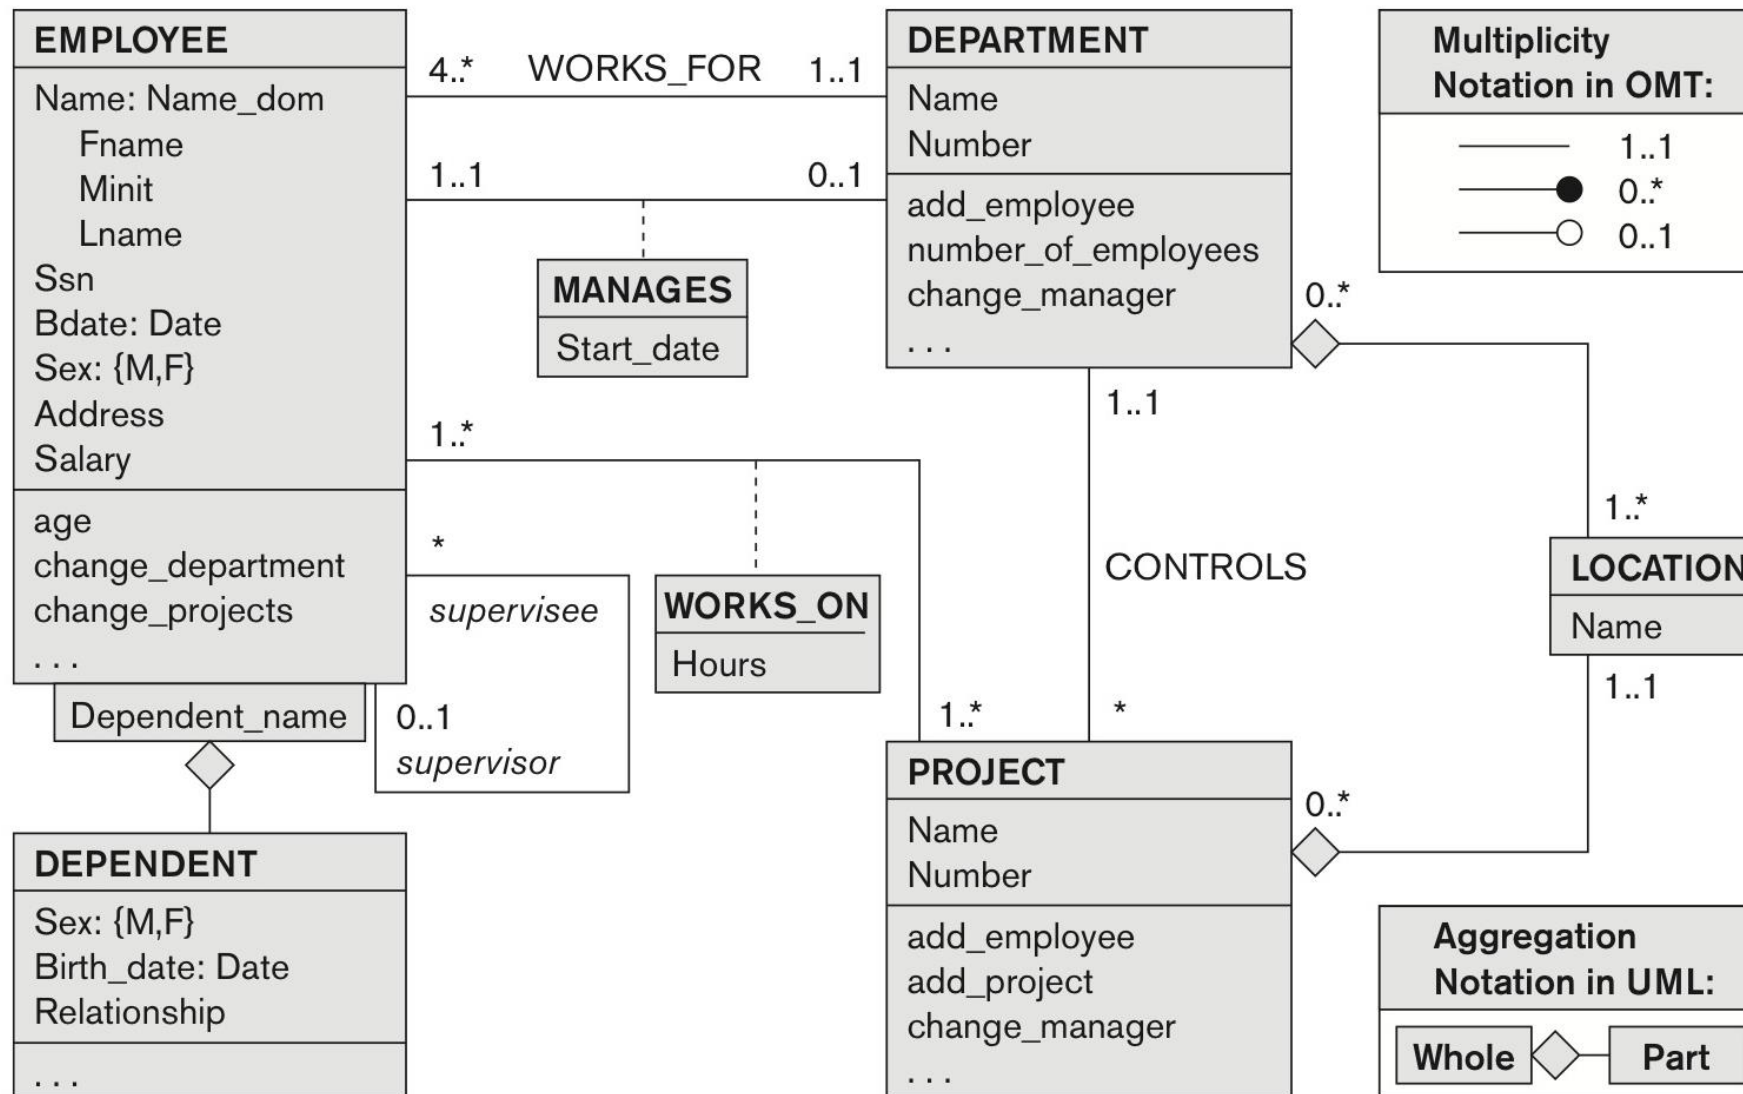 EMPLOYEE
Name: Name_dom
Fname
Minit
Lname
Ssn
Bdate: Date
Sex: {M,F}
Address
Salary
age
change_department
change_projects
. . .
Dependent_name
4..*
WORKS_FOR
1..1
1..1
0..1
MANAGES
Start_date
1..*
*
supervisee
0..1
supervisor
WORKS_ON
Hours
1..*
DEPARTMENT
Name
Number
add_employee
number_of_employees
change_manager
. . .
1..1
CONTROLS
*
0..*
1..*
LOCATION
Name
1..1
0..*
PROJECT
Name
Number
add_employee
add_project
change_manager
. . .
DEPENDENT
Sex: {M,F}
Birth_date: Date
Relationship
. . .
Multiplicity
Notation in OMT:
1..1
0..*
0..1
Aggregation
Notation in UML:
Whole
Part